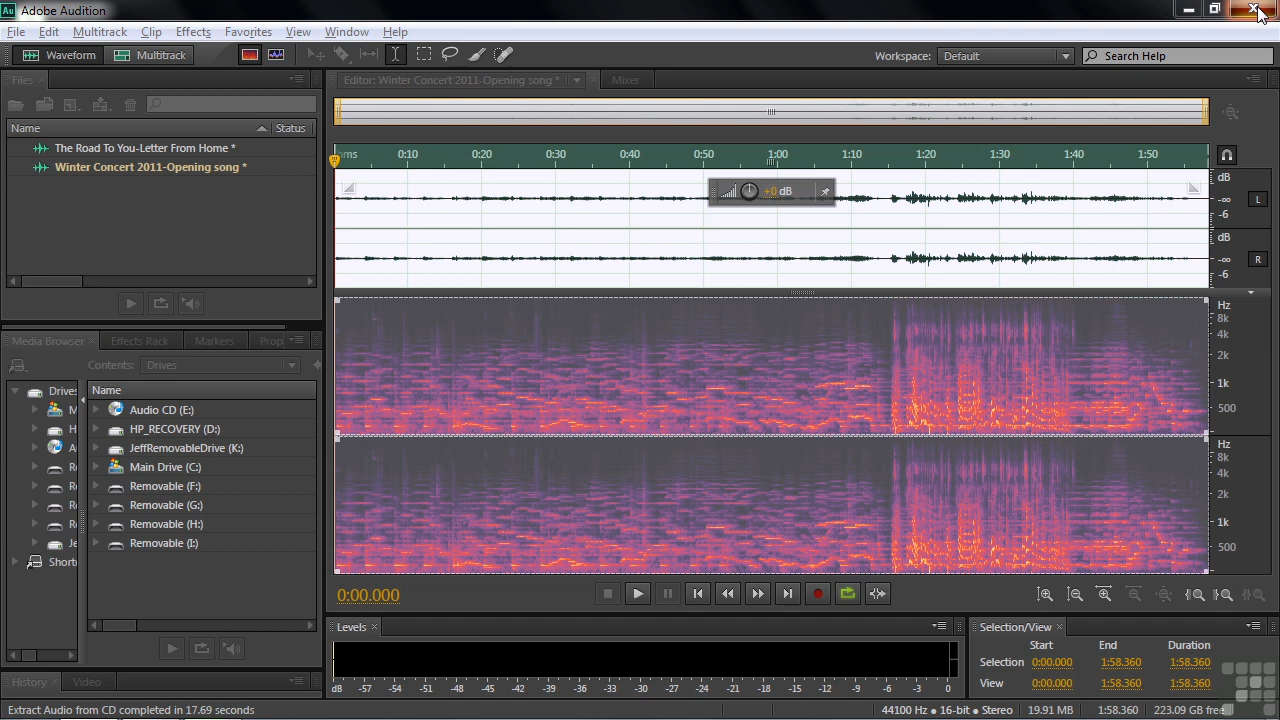 Au Adobe Audition
File Edit Multitrack Clip Effects Favorites View Window Help
Waveform Multitrack Workspace: Default Search Help
Files Editor: Winter Concert 2011-Opening song * Mixer
Name Status
The Road To You-Letter From Home *
Winter Concert 2011-Opening song *
hms 0:10 0:20 0:30 0:40 0:50 1:00 1:10 1:20 1:30 1:40 1:50
dB
+0 dB
-∞ L
-6
dB
-∞ R
-6
Hz
8k
4k
2k
1k
500
Hz
8k
4k
2k
1k
500
Media Browser Effects Rack Markers Prop
Contents: Drives
Drives Name
M Audio CD (E:)
H HP_RECOVERY (D:)
A JeffRemovableDrive (K:)
R Main Drive (C:)
R Removable (F:)
R Removable (G:)
R Removable (H:)
Je Removable (I:)
Shorto
0:00.000
Levels
dB -57 -54 -51 -48 -45 -42 -39 -36 -33 -30 -27 -24 -21 -18 -15 -12 -9 -6 -3 0
Selection/View
Start End Duration
Selection 0:00.000 1:58.360 1:58.360
View 0:00.000 1:58.360 1:58.360
History Video
Extract Audio from CD completed in 17.69 seconds
44100 Hz ● 16-bit ● Stereo 19.91 MB 1:58.360 223.09 GB free